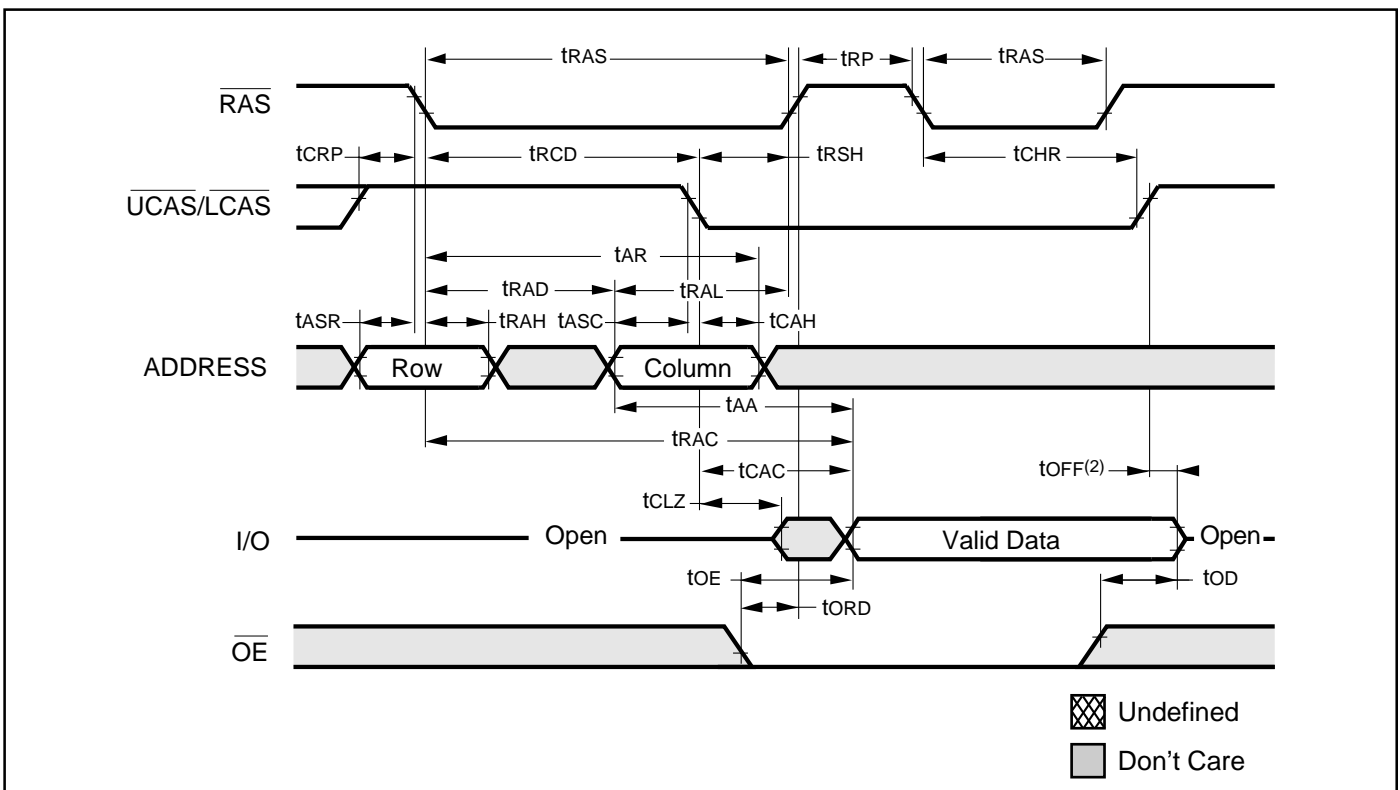 tRAS tRP tRAS
RAS
tCRP tRCD tRSH tCHR
UCAS/LCAS
tAR
tRAD tRAL
tASR tRAH tASC tCAH
ADDRESS Row Column
tAA
tRAC
tCAC tOFF(2)
tCLZ
I/O Open Valid Data Open
tOE tOD
tORD
OE
Undefined
Don't Care